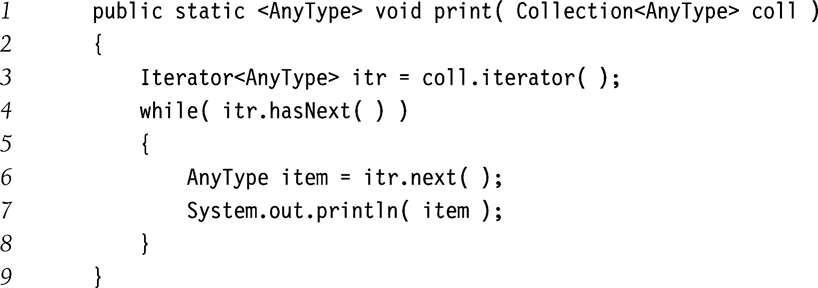 1 public static <AnyType> void print( Collection<AnyType> coll )
2 {
3 Iterator<AnyType> itr = coll.iterator( );
4 while( itr.hasNext( ) )
5 {
6 AnyType item = itr.next( );
7 System.out.println( item );
8 }
9 }